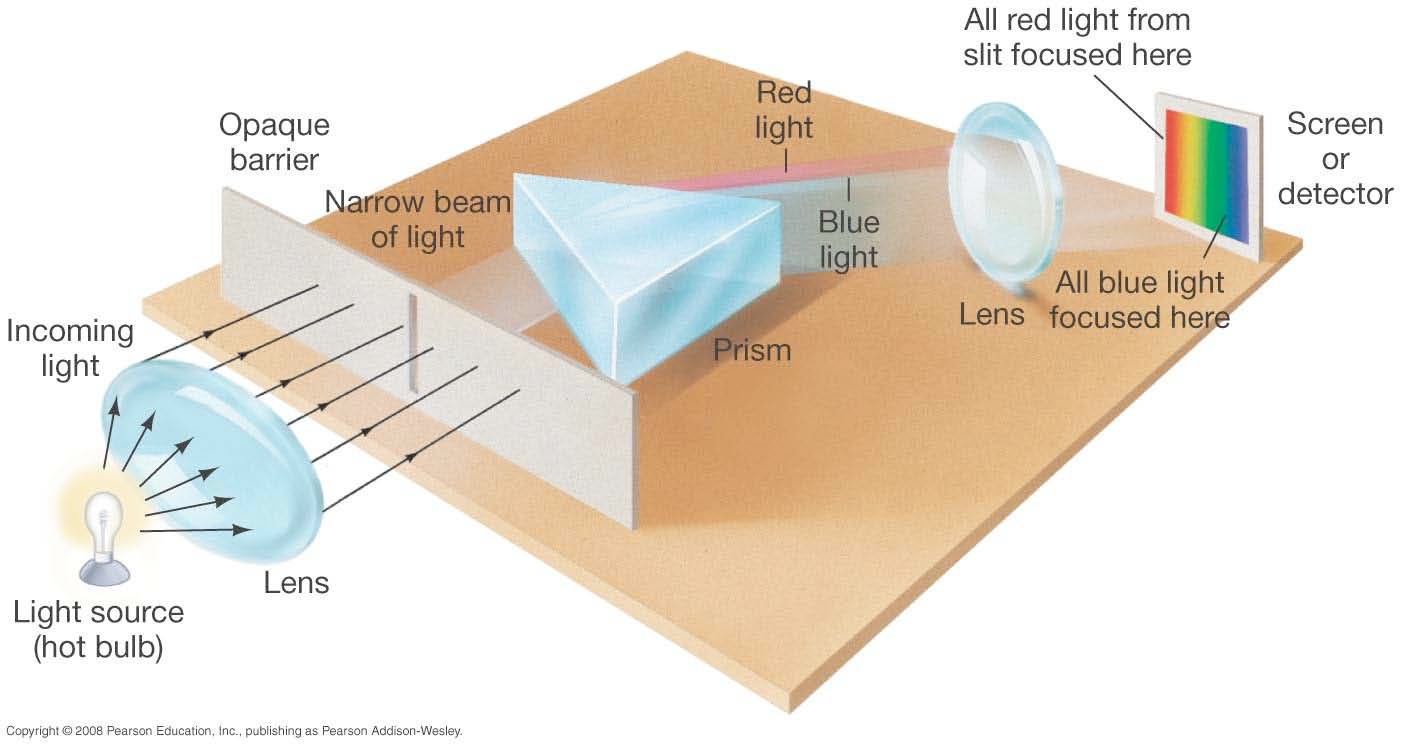 All red light from
slit focused here
Red
light
Opaque
barrier
Screen
or
detector
Narrow beam
of light
Blue
light
All blue light
focused here
Lens
Incoming
light
Prism
Lens
Light source
(hot bulb)
Copyright © 2008 Pearson Education, Inc., publishing as Pearson Addison-Wesley.